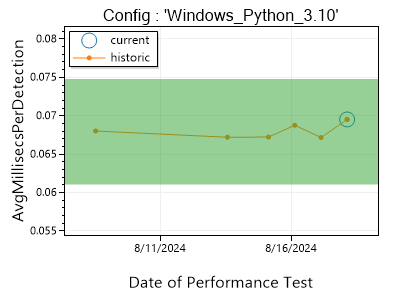 Config : 'Windows_Python_3.10'
AvgMillisecsPerDetection
0.08
0.075
0.07
0.065
0.06
0.055
current
historic
8/11/2024
8/16/2024
Date of Performance Test